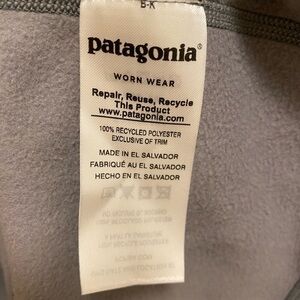 patagonia®
WORN WEAR
Repair, Reuse, Recycle
This Product
www.patagonia.com
100% RECYCLED POLYESTER
EXCLUSIVE OF TRIM
MADE IN EL SALVADOR
FABRIQUÉ AU EL SALVADOR
HECHO EN EL SALVADOR